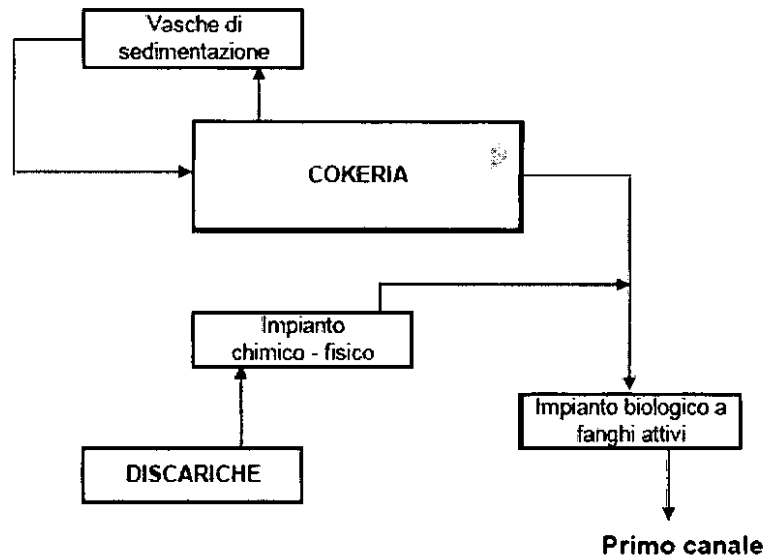 Vasche di
sedimentazione
COKERIA
Impianto
chimico - fisico
Impianto biologico a
fanghi attivi
DISCARICHE
Primo canale